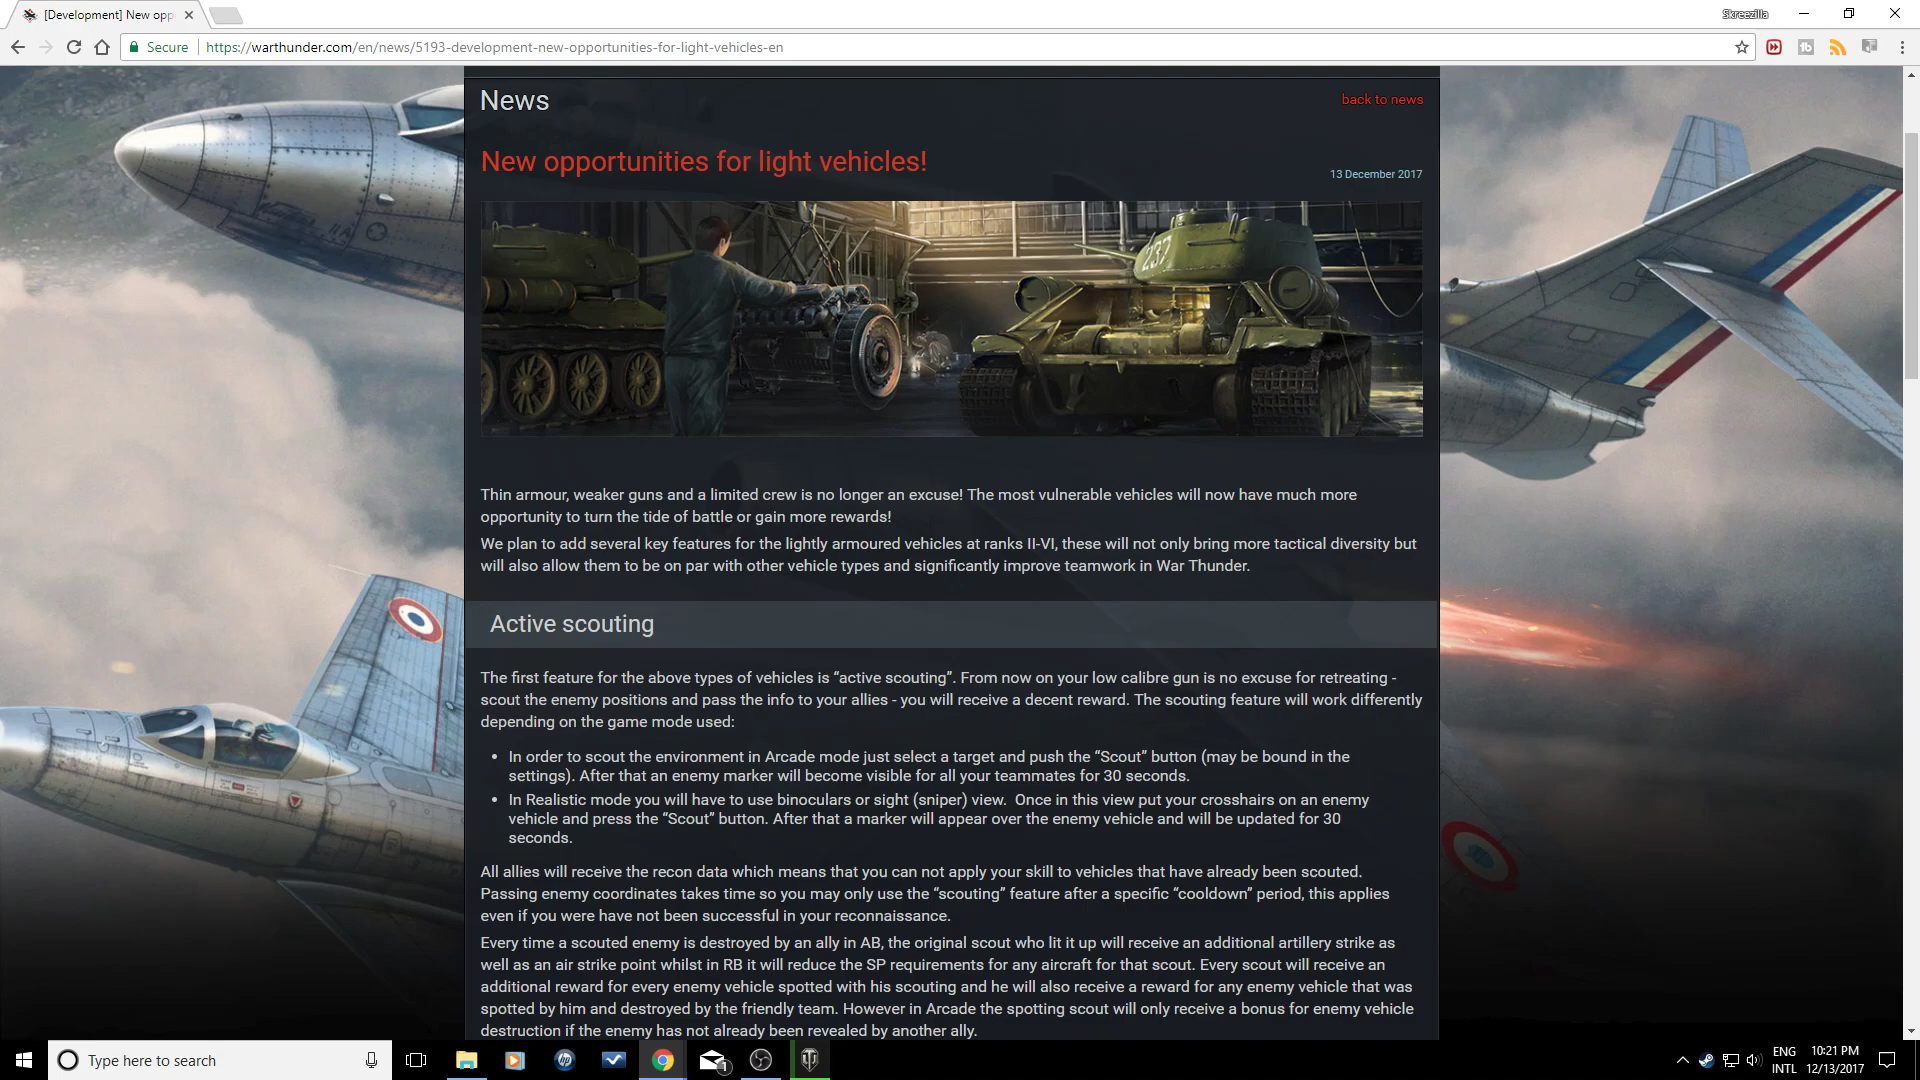 [Development] New opp
Skreezilla
Secure
https://warthunder.com/en/news/5193-development-new-opportunities-for-light-vehicles-en
News
back to news
New opportunities for light vehicles!
13 December 2017
237
Thin armour, weaker guns and a limited crew is no longer an excuse! The most vulnerable vehicles will now have much more
opportunity to turn the tide of battle or gain more rewards!
We plan to add several key features for the lightly armoured vehicles at ranks II-VI, these will not only bring more tactical diversity but
will also allow them to be on par with other vehicle types and significantly improve teamwork in War Thunder.
Active scouting
The first feature for the above types of vehicles is “active scouting”. From now on your low calibre gun is no excuse for retreating -
scout the enemy positions and pass the info to your allies - you will receive a decent reward. The scouting feature will work differently
depending on the game mode used:
• In order to scout the environment in Arcade mode just select a target and push the “Scout” button (may be bound in the
settings). After that an enemy marker will become visible for all your teammates for 30 seconds.
• In Realistic mode you will have to use binoculars or sight (sniper) view. Once in this view put your crosshairs on an enemy
vehicle and press the “Scout” button. After that a marker will appear over the enemy vehicle and will be updated for 30
seconds.
All allies will receive the recon data which means that you can not apply your skill to vehicles that have already been scouted.
Passing enemy coordinates takes time so you may only use the “scouting” feature after a specific “cooldown” period, this applies
even if you were have not been successful in your reconnaissance.
Every time a scouted enemy is destroyed by an ally in AB, the original scout who lit it up will receive an additional artillery strike as
well as an air strike point whilst in RB it will reduce the SP requirements for any aircraft for that scout. Every scout will receive an
additional reward for every enemy vehicle spotted with his scouting and he will also receive a reward for any enemy vehicle that was
spotted by him and destroyed by the friendly team. However in Arcade the spotting scout will only receive a bonus for enemy vehicle
destruction if the enemy has not already been revealed by another ally.
Type here to search
1
ENG
INTL
10:21 PM
12/13/2017